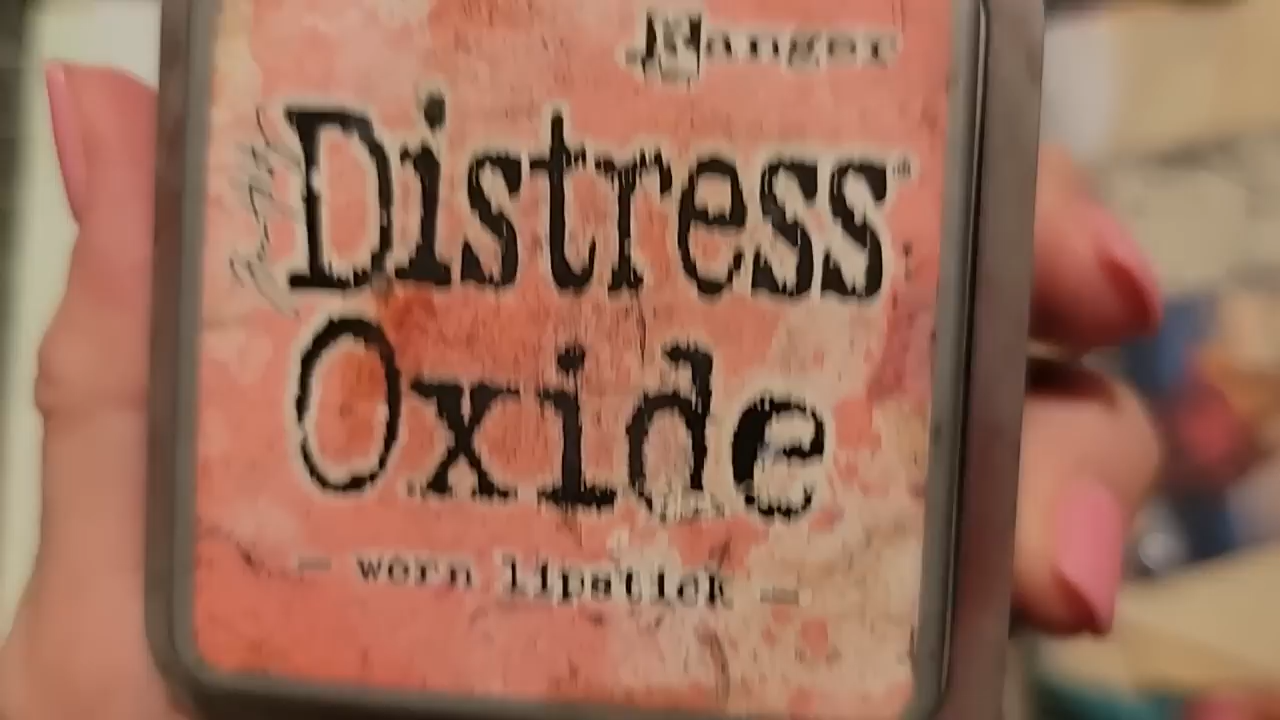 Ranger
Distress
Oxide
— worn lipstick —